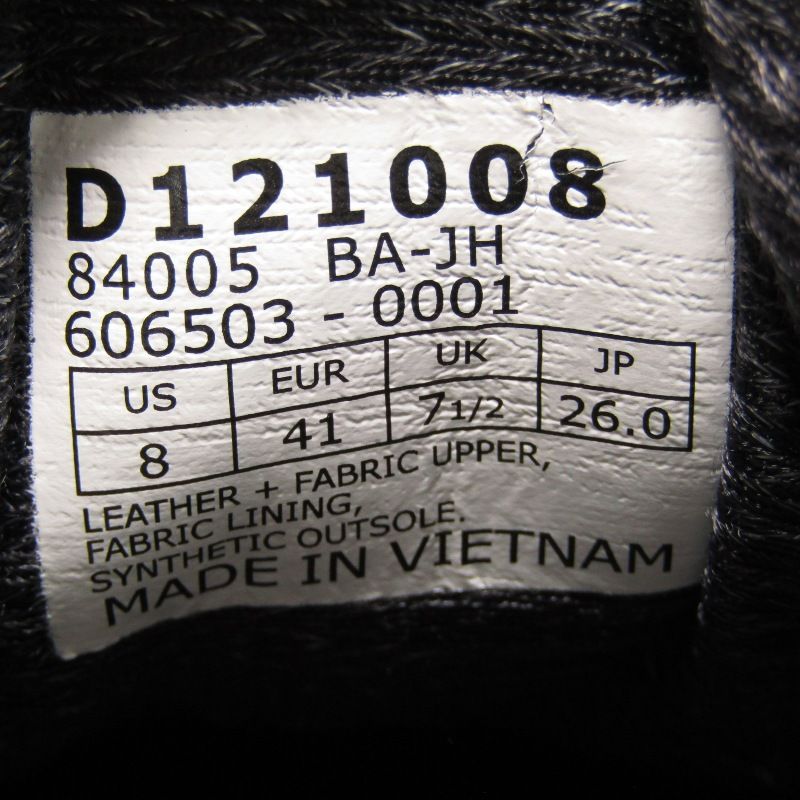 D121008
84005 BA-JH
606503 - 0001
US EUR UK JP
8 41 7 1/2 26.0
LEATHER + FABRIC UPPER,
FABRIC LINING,
SYNTHETIC OUTSOLE.
MADE IN VIETNAM